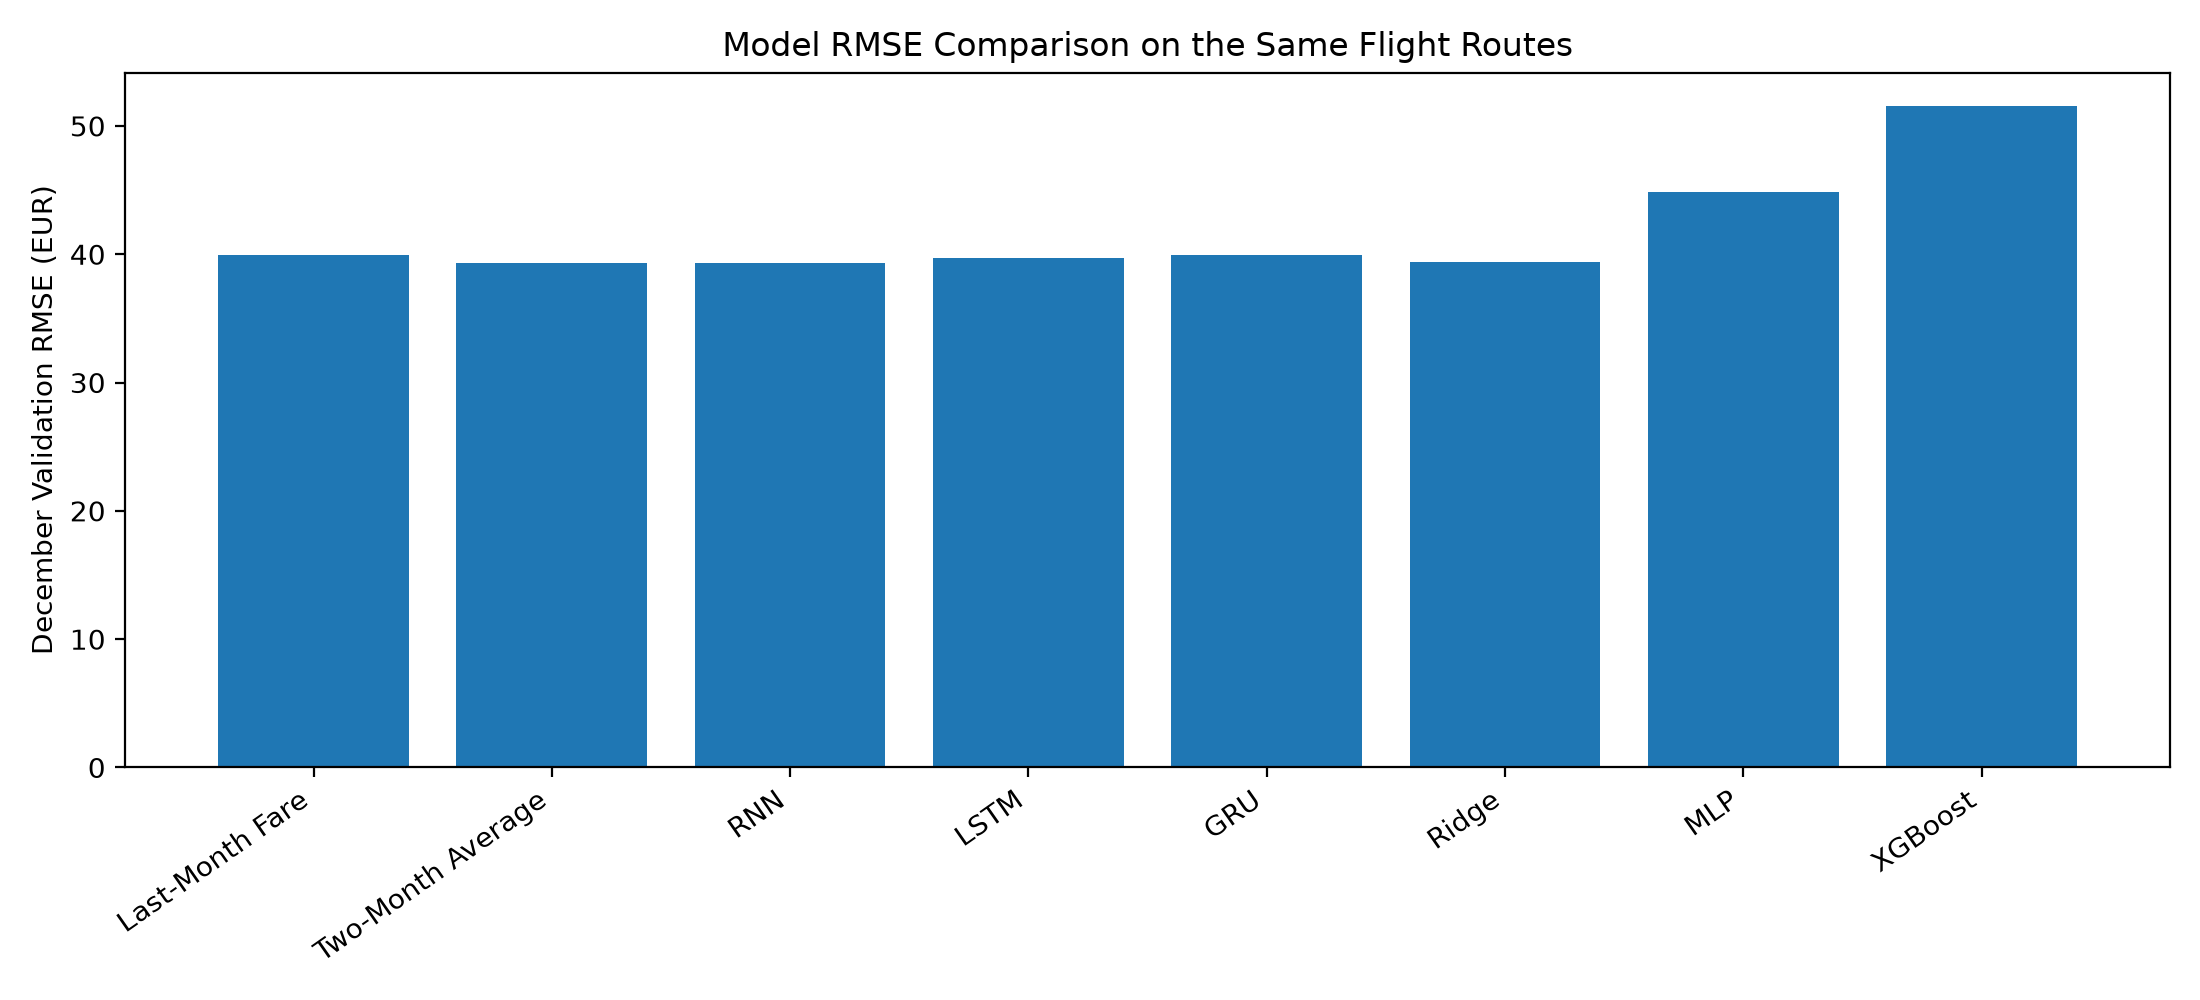 Model RMSE Comparison on the Same Flight Routes
December Validation RMSE (EUR)
50
40
30
20
10
0
Last-Month Fare
Two-Month Average
RNN
LSTM
GRU
Ridge
MLP
XGBoost